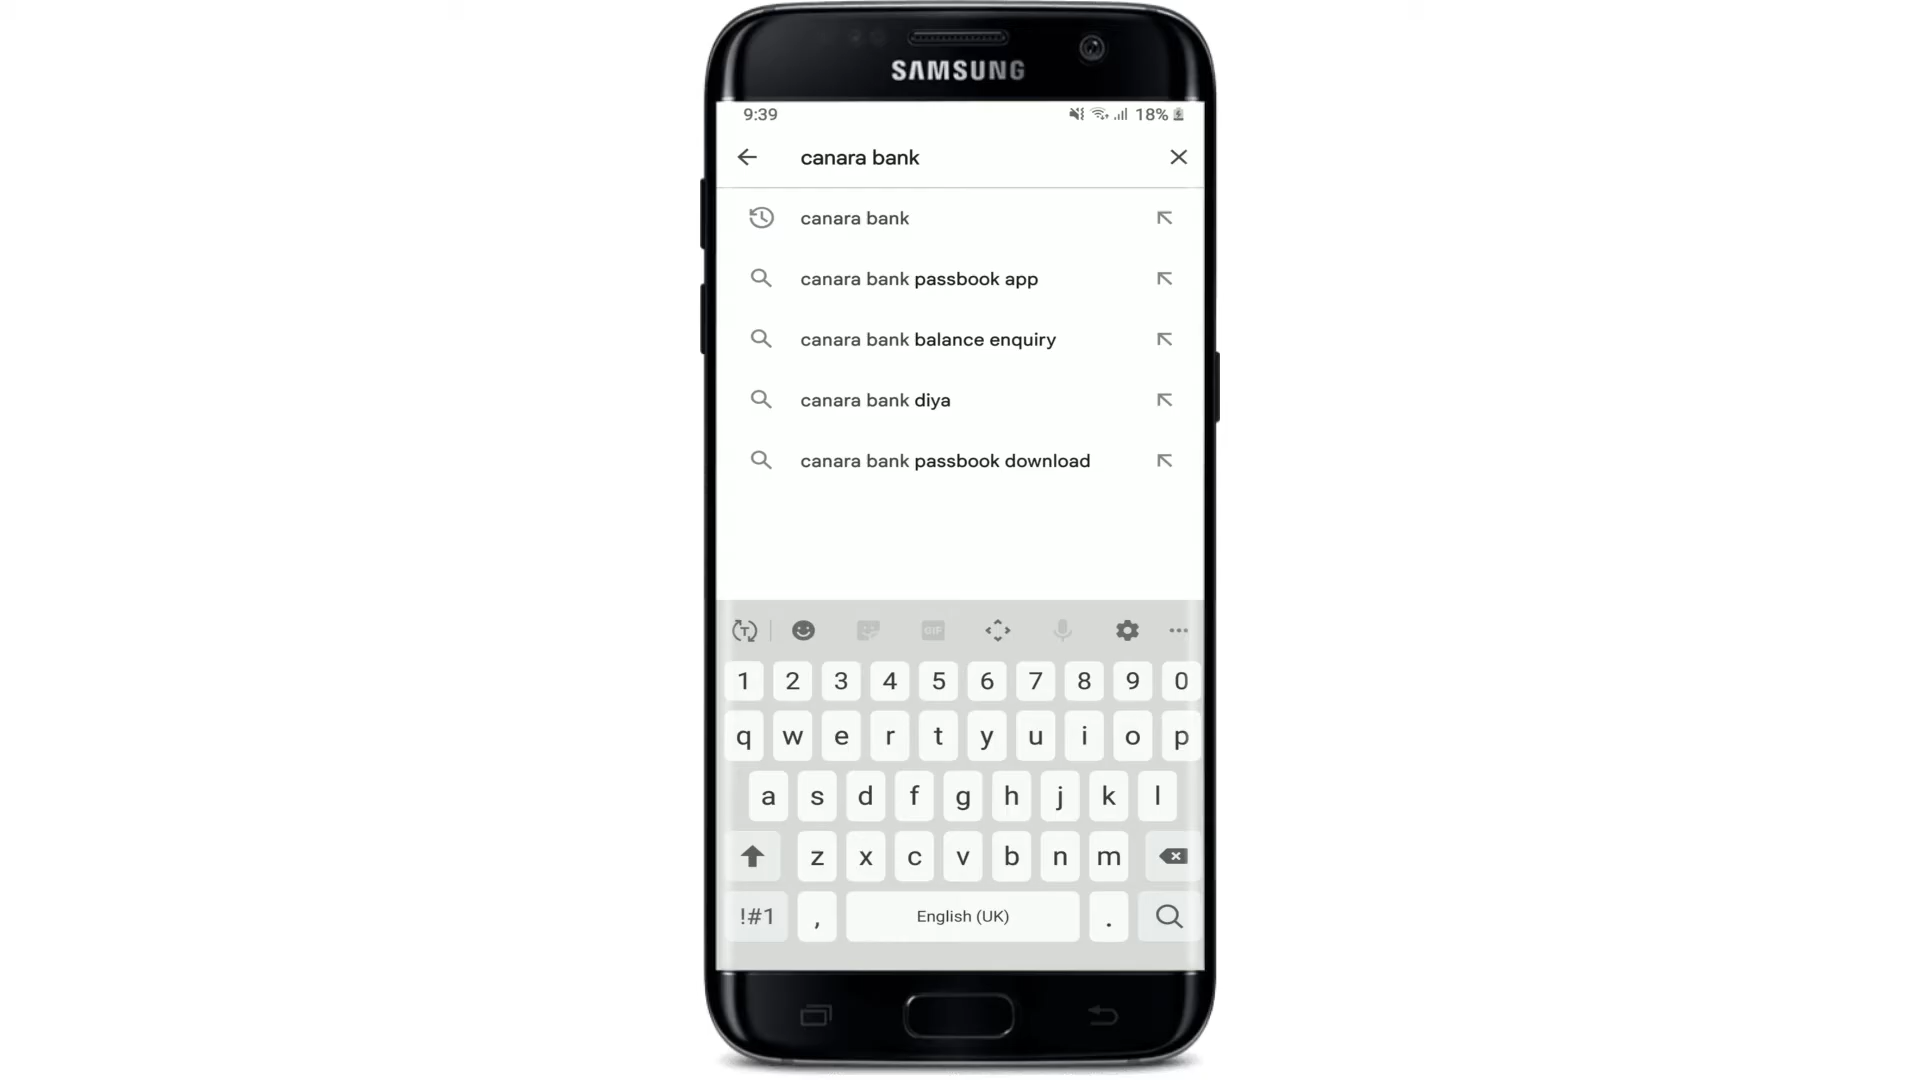 SAMSUNG
9:39 18%
canara bank
canara bank
canara bank passbook app
canara bank balance enquiry
canara bank diya
canara bank passbook download
T GIF
1 2 3 4 5 6 7 8 9 0
q w e r t y u i o p
a s d f g h j k l
z x c v b n m
!#1 , English (UK) .